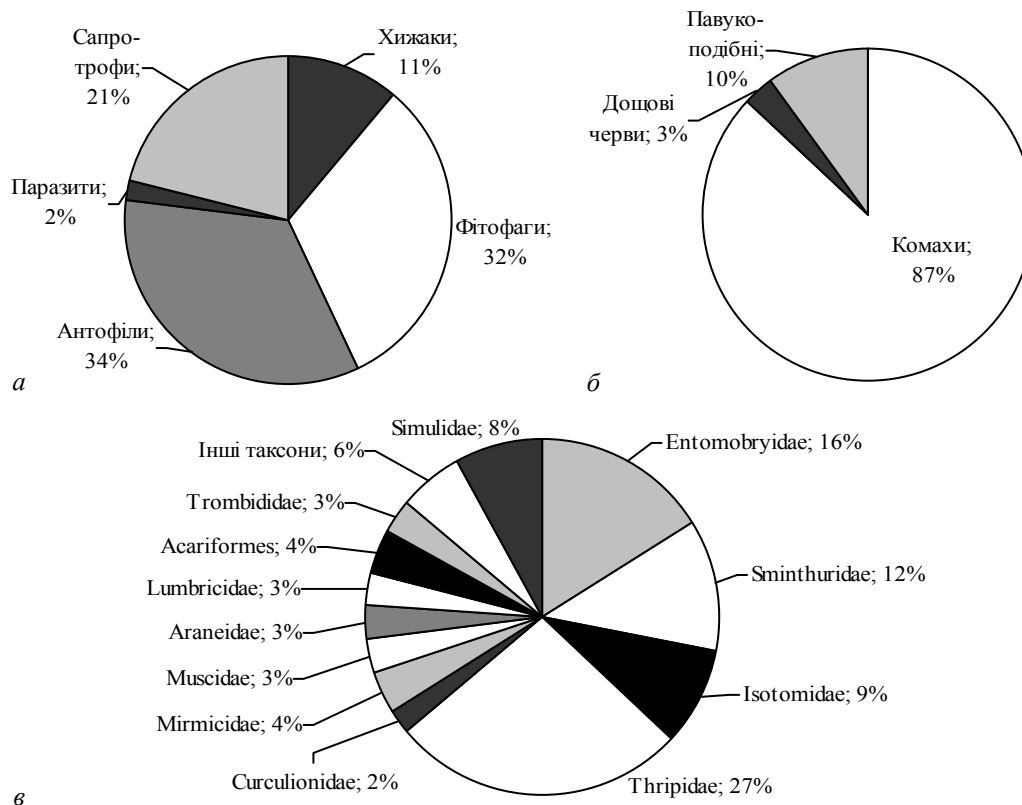 Сапро-
трофи;
21%
Хижаки;
11%
Паразити;
2%
Фітофаги;
32%
Антофіли;
34%
а
Павуко-
подібні;
10%
Дощові
черви; 3%
Комахи;
87%
б
Simulidae; 8%
Інші таксони; 6%
Trombididae; 3%
Acariformes; 4%
Lumbricidae; 3%
Araneidae; 3%
Muscidae; 3%
Mirmicidae; 4%
Curculionidae; 2%
Entomobryidae; 16%
Sminthuridae; 12%
Isotomidae; 9%
Thripidae; 27%
в